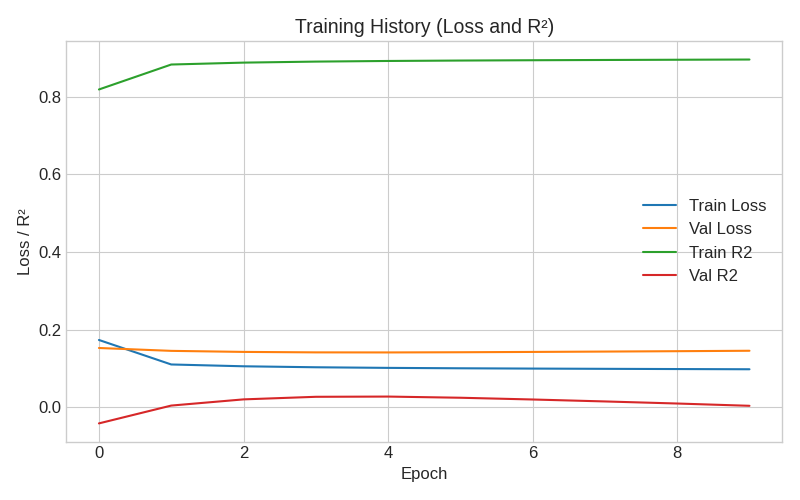 Training History (Loss and R²)
Loss / R²
0.8
0.6
0.4
0.2
0.0
Train Loss
Val Loss
Train R2
Val R2
0 2 4 6 8
Epoch